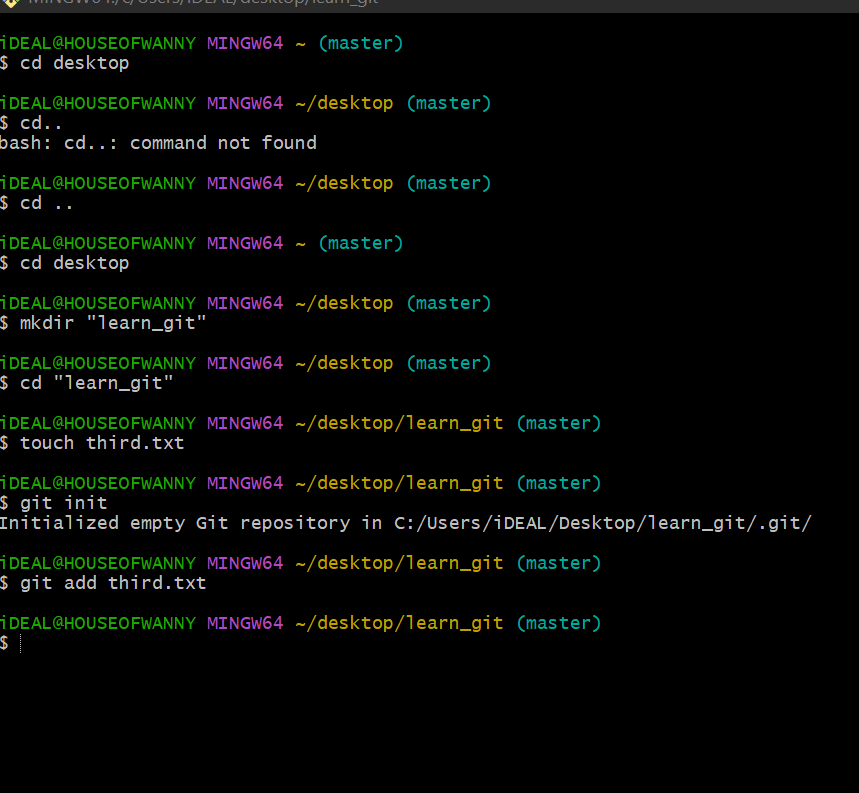 MINGW64:/c/Users/iDEAL/desktop/learn_git
iDEAL@HOUSEOFWANNY MINGW64 ~ (master)
$ cd desktop
iDEAL@HOUSEOFWANNY MINGW64 ~/desktop (master)
$ cd..
bash: cd..: command not found
iDEAL@HOUSEOFWANNY MINGW64 ~/desktop (master)
$ cd ..
iDEAL@HOUSEOFWANNY MINGW64 ~ (master)
$ cd desktop
iDEAL@HOUSEOFWANNY MINGW64 ~/desktop (master)
$ mkdir "learn_git"
iDEAL@HOUSEOFWANNY MINGW64 ~/desktop (master)
$ cd "learn_git"
iDEAL@HOUSEOFWANNY MINGW64 ~/desktop/learn_git (master)
$ touch third.txt
iDEAL@HOUSEOFWANNY MINGW64 ~/desktop/learn_git (master)
$ git init
Initialized empty Git repository in C:/Users/iDEAL/Desktop/learn_git/.git/
iDEAL@HOUSEOFWANNY MINGW64 ~/desktop/learn_git (master)
$ git add third.txt
iDEAL@HOUSEOFWANNY MINGW64 ~/desktop/learn_git (master)
$